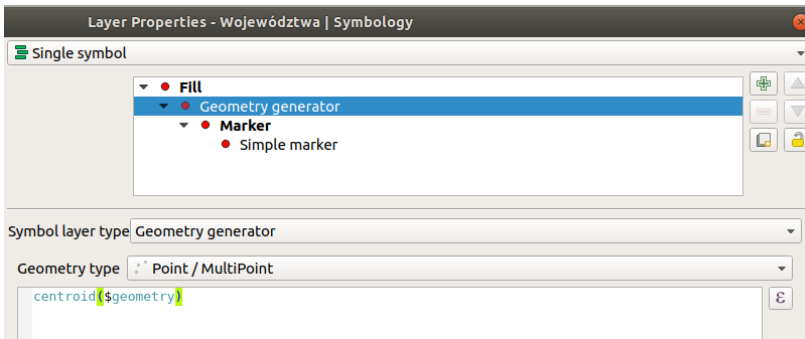 Layer Properties - Województwa | Symbology
Single symbol
Fill
Geometry generator
Marker
Simple marker
Symbol layer type Geometry generator
Geometry type Point / MultiPoint
centroid($geometry)
ε